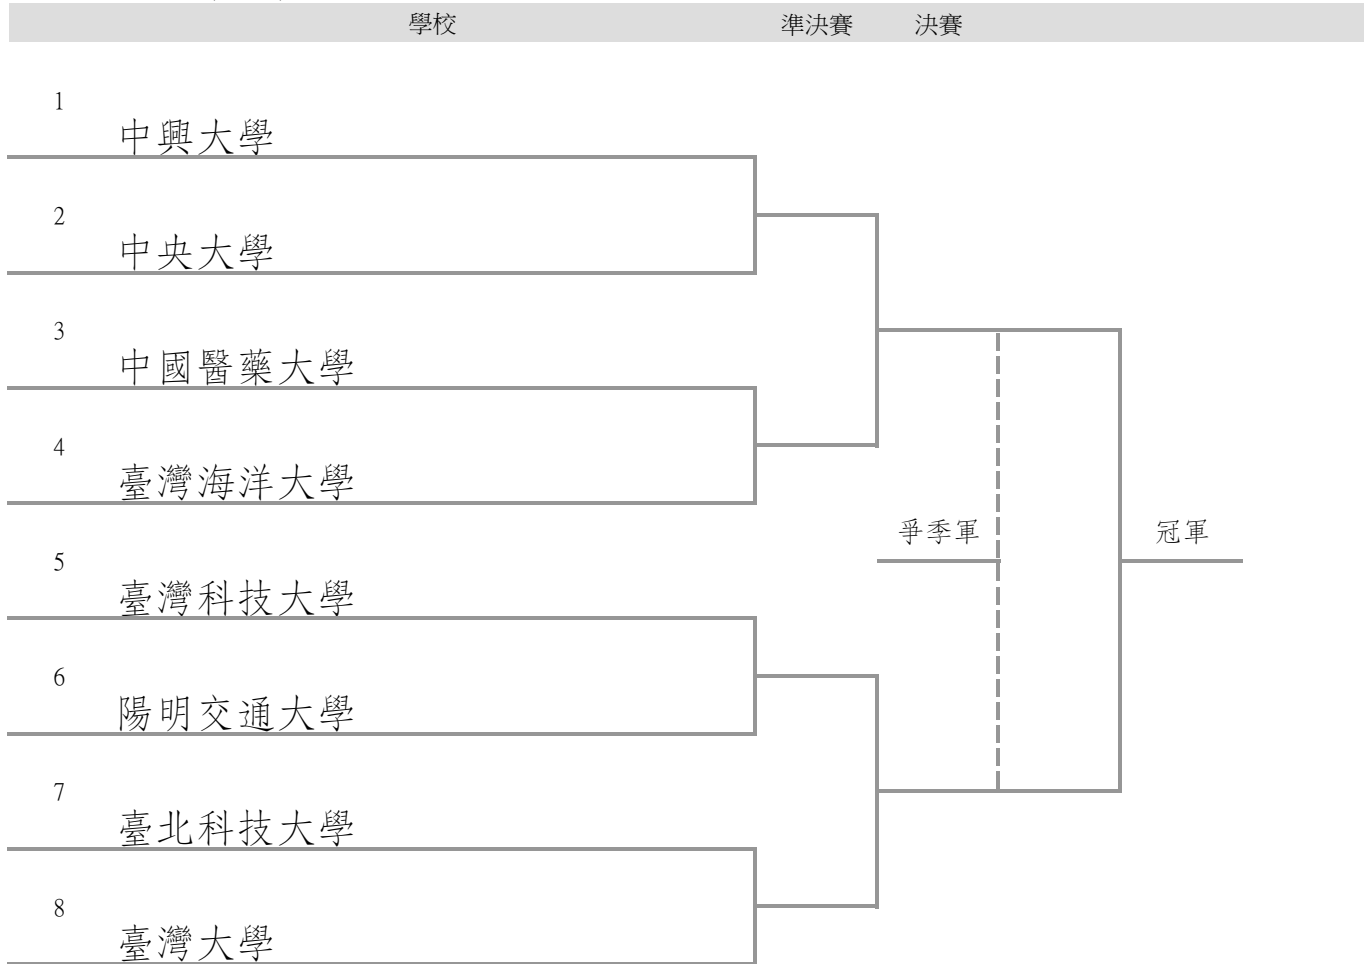 學校 準決賽 決賽
1
中興大學
2
中央大學
3
中國醫藥大學
4
臺灣海洋大學
爭季軍 冠軍
5
臺灣科技大學
6
陽明交通大學
7
臺北科技大學
8
臺灣大學